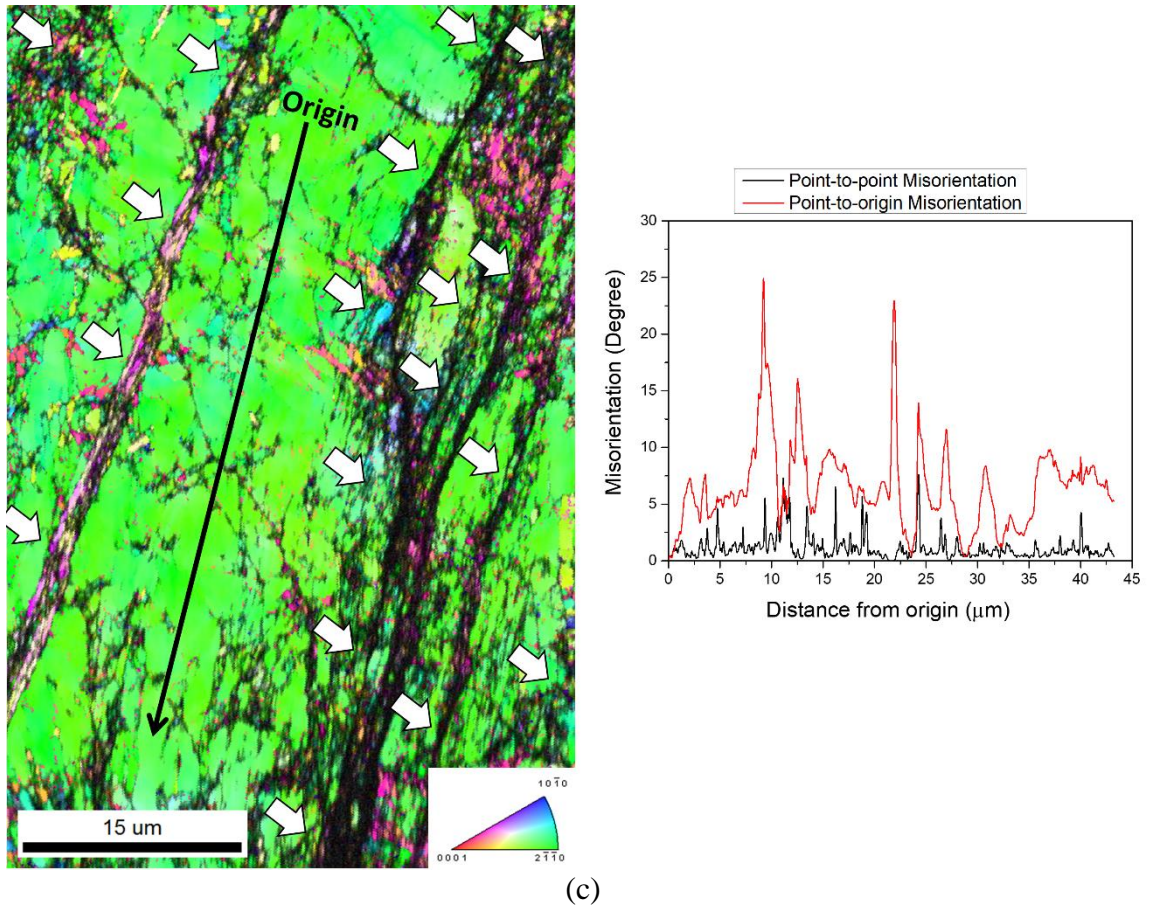 Origin
15 um
0001
2110
1010
Point-to-point Misorientation
Point-to-origin Misorientation
Misorientation (Degree)
30
25
20
15
10
5
0
0 5 10 15 20 25 30 35 40 45
Distance from origin (μm)
(c)